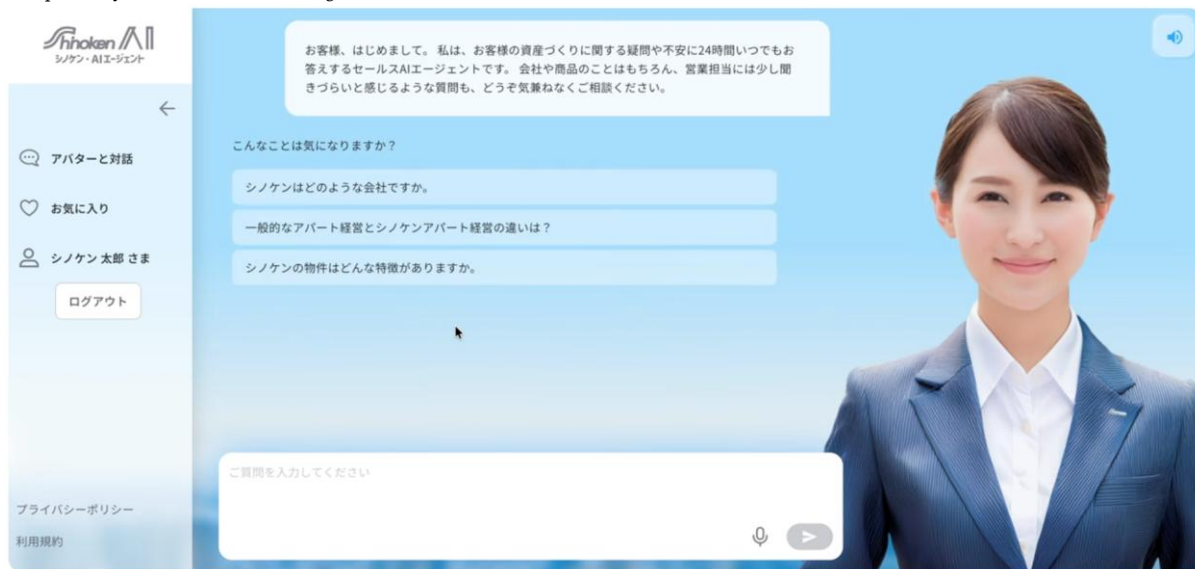 Shinoken AI
シノケン・AIエージェント
アバターと対話
お気に入り
シノケン 太郎 さま
ログアウト
プライバシーポリシー
利用規約
お客様、はじめまして。 私は、お客様の資産づくりに関する疑問や不安に24時間いつでもお
答えするセールスAIエージェントです。 会社や商品のことはもちろん、営業担当には少し聞
きづらいと感じるような質問も、どうぞ気兼ねなくご相談ください。
こんなことは気になりますか？
シノケンはどのような会社ですか。
一般的なアパート経営とシノケンアパート経営の違いは？
シノケンの物件はどんな特徴がありますか。
ご質問を入力してください